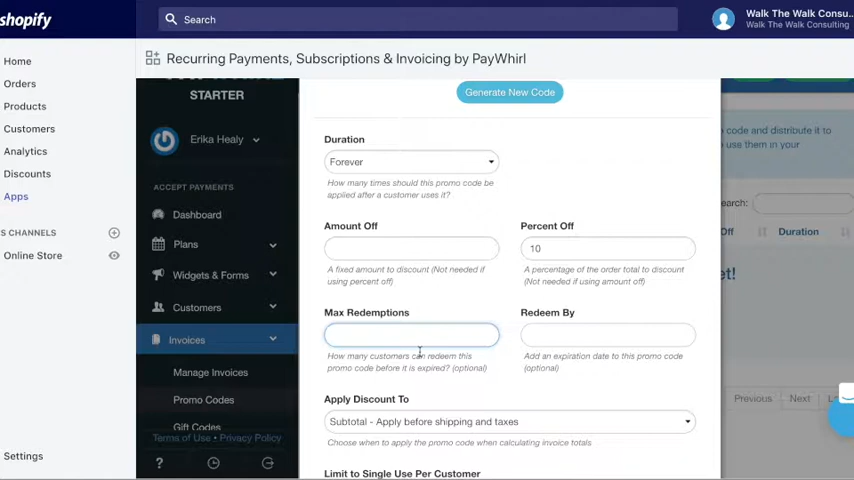 shopify
Search
Walk The Walk Consu...
Walk The Walk Consulting
Home
Orders
Products
Customers
Analytics
Discounts
Apps
S CHANNELS
Online Store
Settings
Recurring Payments, Subscriptions & Invoicing by PayWhirl
STARTER
Erika Healy
ACCEPT PAYMENTS
Dashboard
Plans
Widgets & Forms
Customers
Invoices
Manage Invoices
Promo Codes
Gift Codes
Terms of Use - Privacy Policy
?
Generate New Code
Duration
Forever
How many times should this promo code be
applied after a customer uses it?
Amount Off
A fixed amount to discount (Not needed if
using percent off)
Percent Off
10
A percentage of the order total to discount
(Not needed if using amount off)
Max Redemptions
How many customers can redeem this
promo code before it is expired? (optional)
Redeem By
Add an expiration date to this promo code
(optional)
Apply Discount To
Subtotal - Apply before shipping and taxes
Choose when to apply the promo code when calculating invoice totals
Limit to Single Use Per Customer
code and distribute it to
use them in your
earch:
Off
Duration
et!
Previous
Next